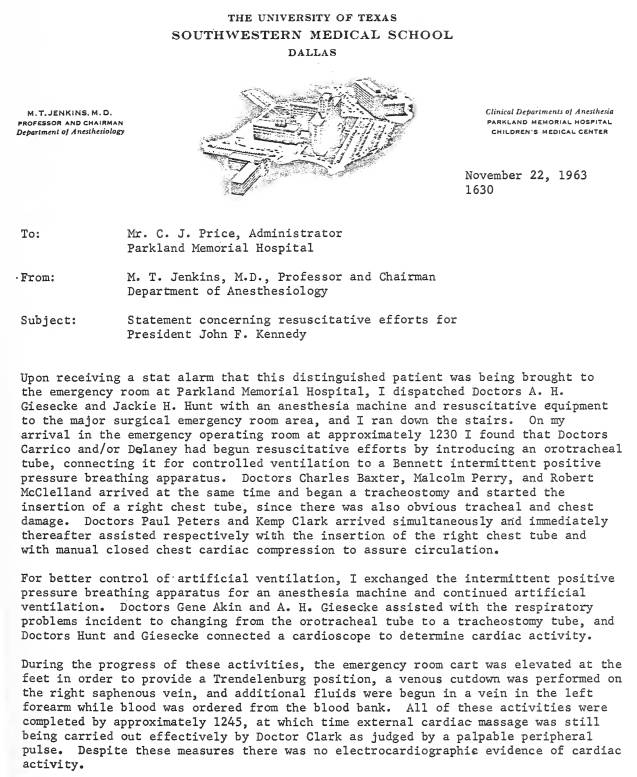 THE UNIVERSITY OF TEXAS
SOUTHWESTERN MEDICAL SCHOOL
DALLAS
M.T. JENKINS, M. D.
PROFESSOR AND CHAIRMAN
Department of Anesthesiology
Clinical Departments of Anesthesia
PARKLAND MEMORIAL HOSPITAL
CHILDREN'S MEDICAL CENTER
November 22, 1963
1630
To: Mr. C. J. Price, Administrator
Parkland Memorial Hospital
From: M. T. Jenkins, M.D., Professor and Chairman
Department of Anesthesiology
Subject: Statement concerning resuscitative efforts for
President John F. Kennedy
Upon receiving a stat alarm that this distinguished patient was being brought to
the emergency room at Parkland Memorial Hospital, I dispatched Doctors A. H.
Giesecke and Jackie H. Hunt with an anesthesia machine and resuscitative equipment
to the major surgical emergency room area, and I ran down the stairs. On my
arrival in the emergency operating room at approximately 1230 I found that Doctors
Carrico and/or Delaney had begun resuscitative efforts by introducing an orotracheal
tube, connecting it for controlled ventilation to a Bennett intermittent positive
pressure breathing apparatus. Doctors Charles Baxter, Malcolm Perry, and Robert
McClelland arrived at the same time and began a tracheostomy and started the
insertion of a right chest tube, since there was also obvious tracheal and chest
damage. Doctors Paul Peters and Kemp Clark arrived simultaneously and immediately
thereafter assisted respectively with the insertion of the right chest tube and
with manual closed chest cardiac compression to assure circulation.
For better control of artificial ventilation, I exchanged the intermittent positive
pressure breathing apparatus for an anesthesia machine and continued artificial
ventilation. Doctors Gene Akin and A. H. Giesecke assisted with the respiratory
problems incident to changing from the orotracheal tube to a tracheostomy tube, and
Doctors Hunt and Giesecke connected a cardioscope to determine cardiac activity.
During the progress of these activities, the emergency room cart was elevated at the
feet in order to provide a Trendelenburg position, a venous cutdown was performed on
the right saphenous vein, and additional fluids were begun in a vein in the left
forearm while blood was ordered from the blood bank. All of these activities were
completed by approximately 1245, at which time external cardiac massage was still
being carried out effectively by Doctor Clark as judged by a palpable peripheral
pulse. Despite these measures there was no electrocardiographic evidence of cardiac
activity.